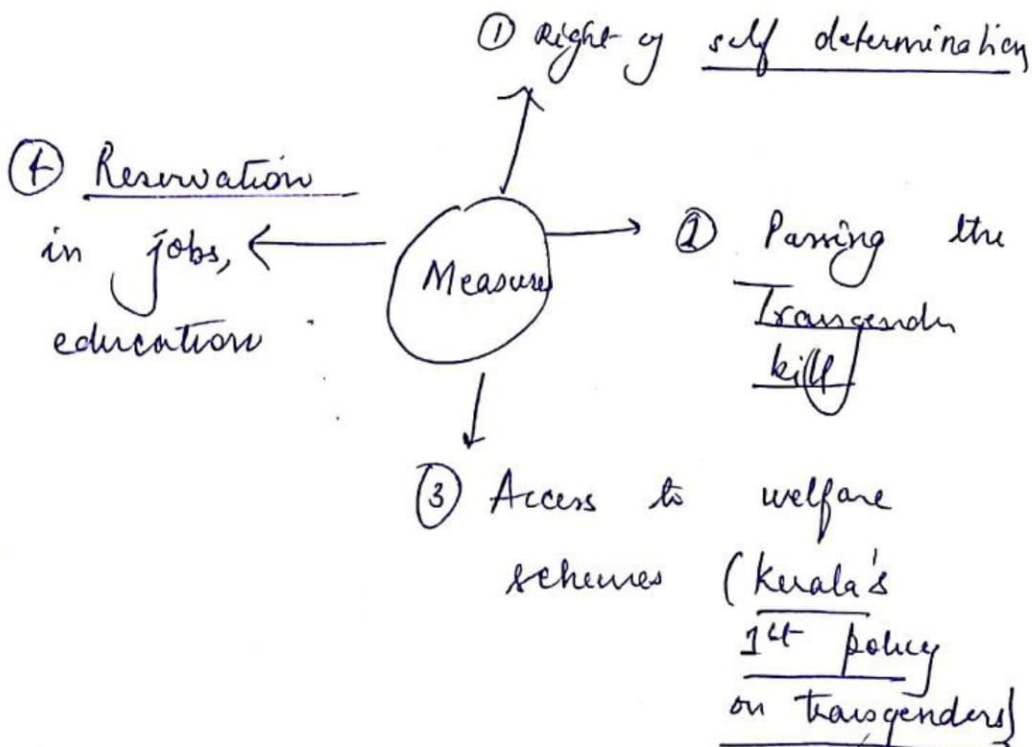 ① Right of self determination
④ Reservation
in jobs,
education
Measures
② Passing the
Transgender
bill
③ Access to welfare
schemes (Kerala's
1st policy
on transgenders)